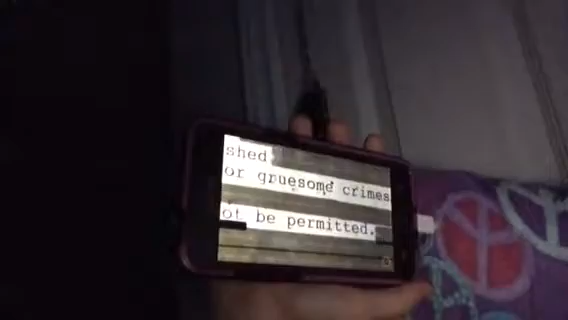 shed
or gruesome crimes
ot be permitted.